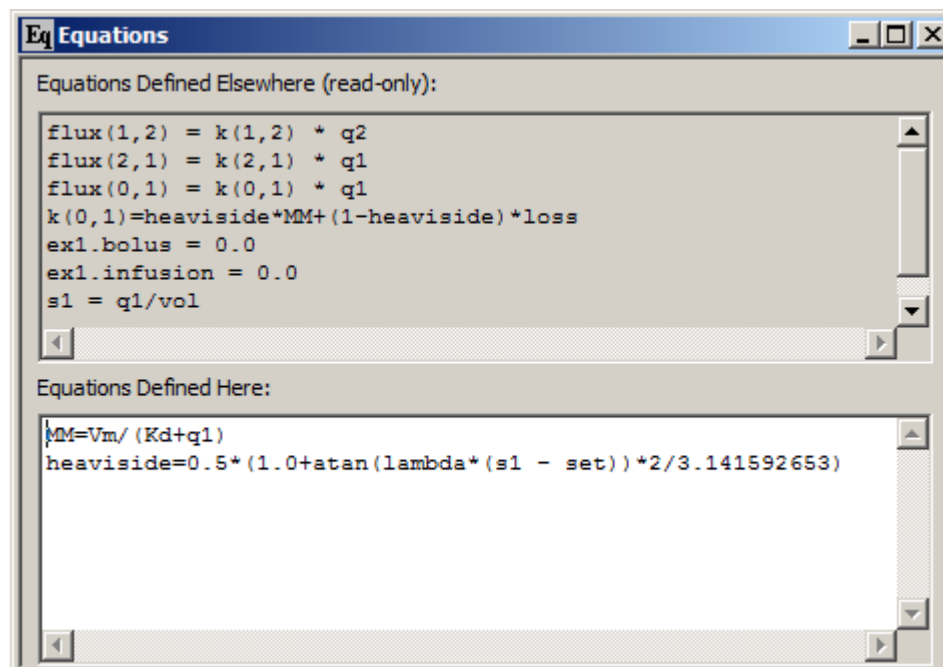 Eq Equations
Equations Defined Elsewhere (read-only):
flux(1,2) = k(1,2) * q2
flux(2,1) = k(2,1) * q1
flux(0,1) = k(0,1) * q1
k(0,1)=heaviside*MM+(1-heaviside)*loss
ex1.bolus = 0.0
ex1.infusion = 0.0
s1 = q1/vol
Equations Defined Here:
MM=Vm/(Kd+q1)
heaviside=0.5*(1.0+atan(lambda*(s1 - set))*2/3.141592653)